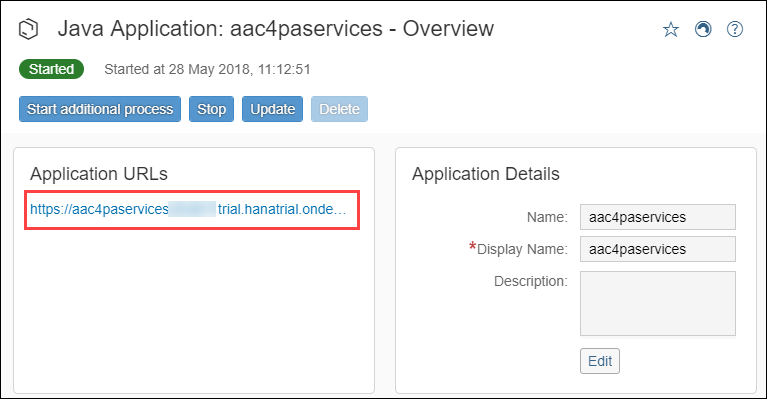 Java Application: aac4paservices - Overview
Started Started at 28 May 2018, 11:12:51
Start additional process Stop Update Delete
Application URLs
https://aac4paservices trial.hanatrial.onde...
Application Details
Name: aac4paservices
*Display Name: aac4paservices
Description:
Edit